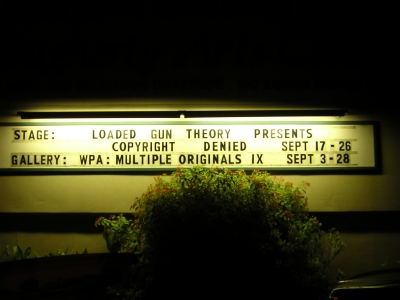 STAGE: LOADED GUN THEORY PRESENTS
COPYRIGHT DENIED SEPT 17-26
GALLERY: WPA: MULTIPLE ORIGINALS IX SEPT 3-28